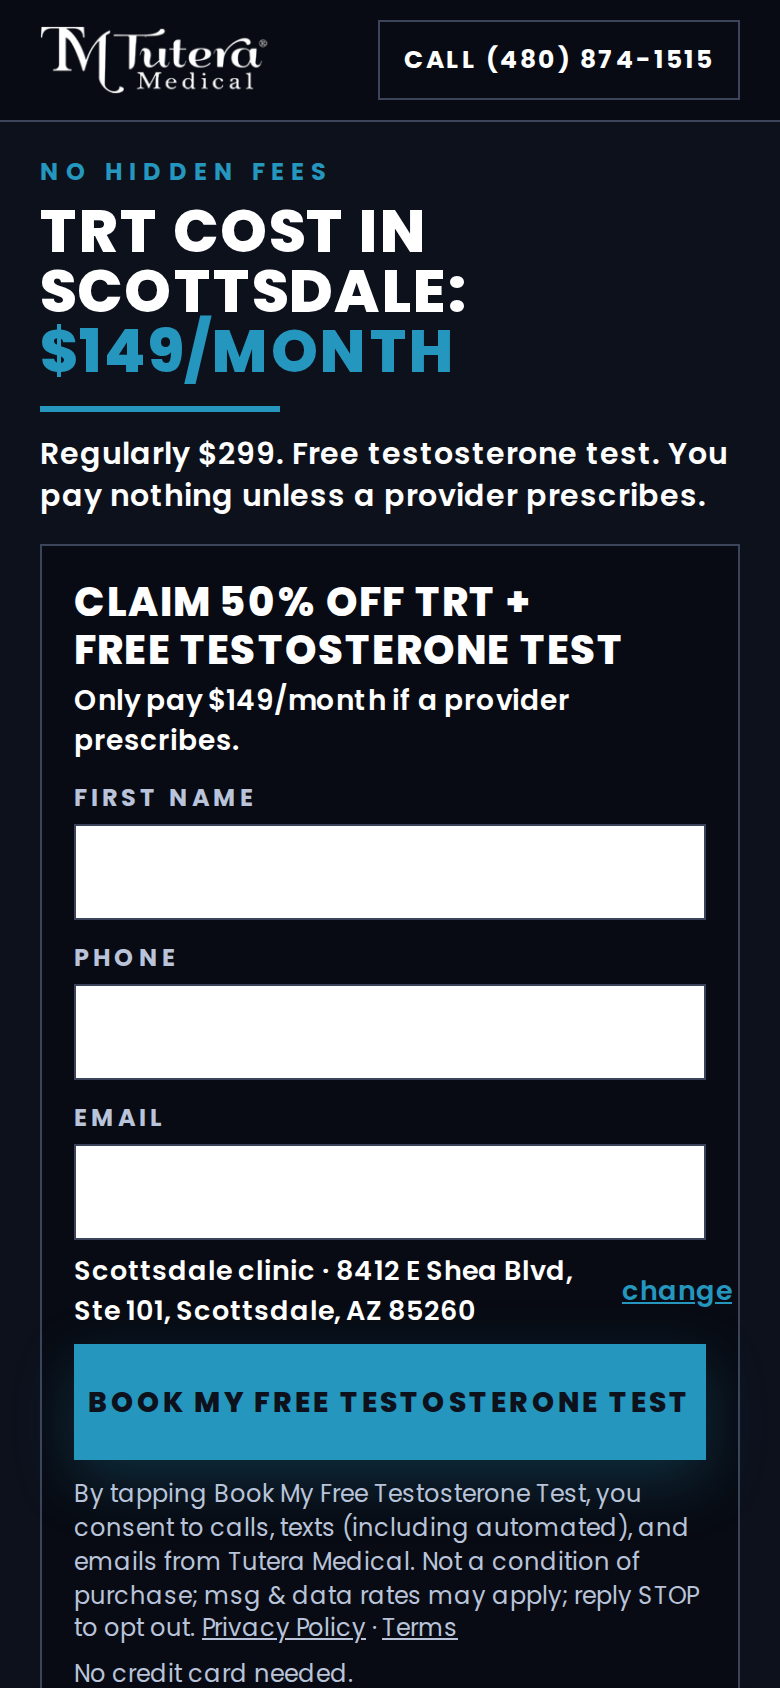 TM Tutera®
Medical
CALL (480) 874-1515
NO HIDDEN FEES
TRT COST IN
SCOTTSDALE:
$149/MONTH
Regularly $299. Free testosterone test. You
pay nothing unless a provider prescribes.
CLAIM 50% OFF TRT +
FREE TESTOSTERONE TEST
Only pay $149/month if a provider
prescribes.
FIRST NAME
PHONE
EMAIL
Scottsdale clinic · 8412 E Shea Blvd,
Ste 101, Scottsdale, AZ 85260
change
BOOK MY FREE TESTOSTERONE TEST
By tapping Book My Free Testosterone Test, you
consent to calls, texts (including automated), and
emails from Tutera Medical. Not a condition of
purchase; msg & data rates may apply; reply STOP
to opt out. Privacy Policy · Terms
No credit card needed.